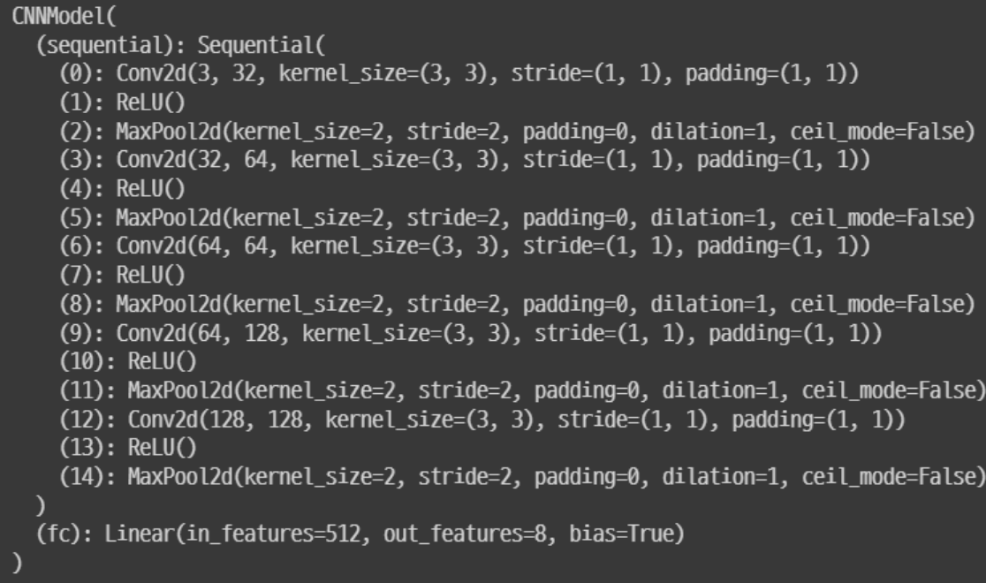 CNNModel(
  (sequential): Sequential(
    (0): Conv2d(3, 32, kernel_size=(3, 3), stride=(1, 1), padding=(1, 1))
    (1): ReLU()
    (2): MaxPool2d(kernel_size=2, stride=2, padding=0, dilation=1, ceil_mode=False)
    (3): Conv2d(32, 64, kernel_size=(3, 3), stride=(1, 1), padding=(1, 1))
    (4): ReLU()
    (5): MaxPool2d(kernel_size=2, stride=2, padding=0, dilation=1, ceil_mode=False)
    (6): Conv2d(64, 64, kernel_size=(3, 3), stride=(1, 1), padding=(1, 1))
    (7): ReLU()
    (8): MaxPool2d(kernel_size=2, stride=2, padding=0, dilation=1, ceil_mode=False)
    (9): Conv2d(64, 128, kernel_size=(3, 3), stride=(1, 1), padding=(1, 1))
    (10): ReLU()
    (11): MaxPool2d(kernel_size=2, stride=2, padding=0, dilation=1, ceil_mode=False)
    (12): Conv2d(128, 128, kernel_size=(3, 3), stride=(1, 1), padding=(1, 1))
    (13): ReLU()
    (14): MaxPool2d(kernel_size=2, stride=2, padding=0, dilation=1, ceil_mode=False)
  )
  (fc): Linear(in_features=512, out_features=8, bias=True)
)